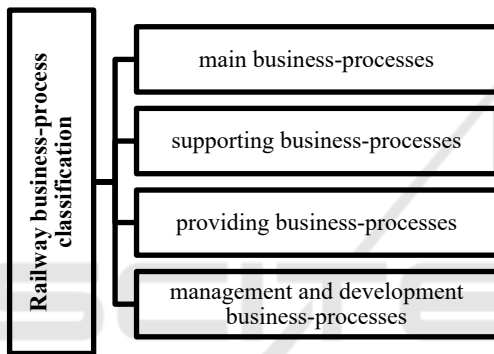 Railway business-process
classification
main business-processes
supporting business-processes
providing business-processes
management and development
business-processes